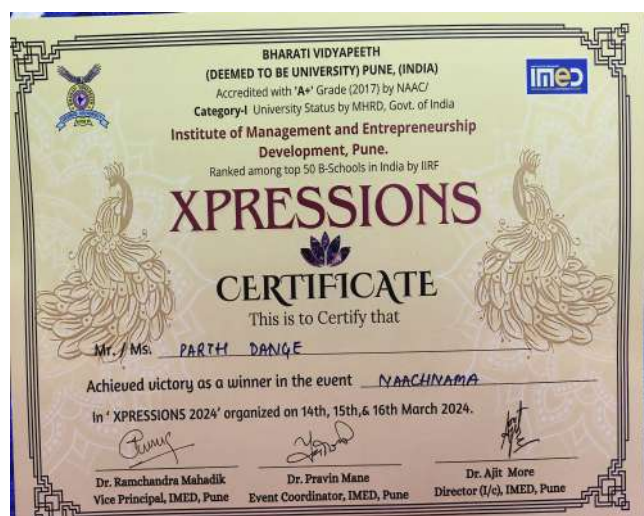 BHARATI VIDYAPEETH
(DEEMED TO BE UNIVERSITY) PUNE, (INDIA)
Accredited with 'A+' Grade (2017) by NAAC/
Category-I University Status by MHRD, Govt. of India
Institute of Management and Entrepreneurship
Development, Pune.
Ranked among top 50 B-Schools in India by IIRF
imed
XPRESSIONS
CERTIFICATE
This is to Certify that
Mr. / Ms. PARTH DANGE
Achieved victory as a winner in the event NAACHNAMA
In ' XPRESSIONS 2024' organized on 14th, 15th,& 16th March 2024.
Dr. Ramchandra Mahadik
Vice Principal, IMED, Pune
Dr. Pravin Mane
Event Coordinator, IMED, Pune
Dr. Ajit More
Director (I/c), IMED, Pune